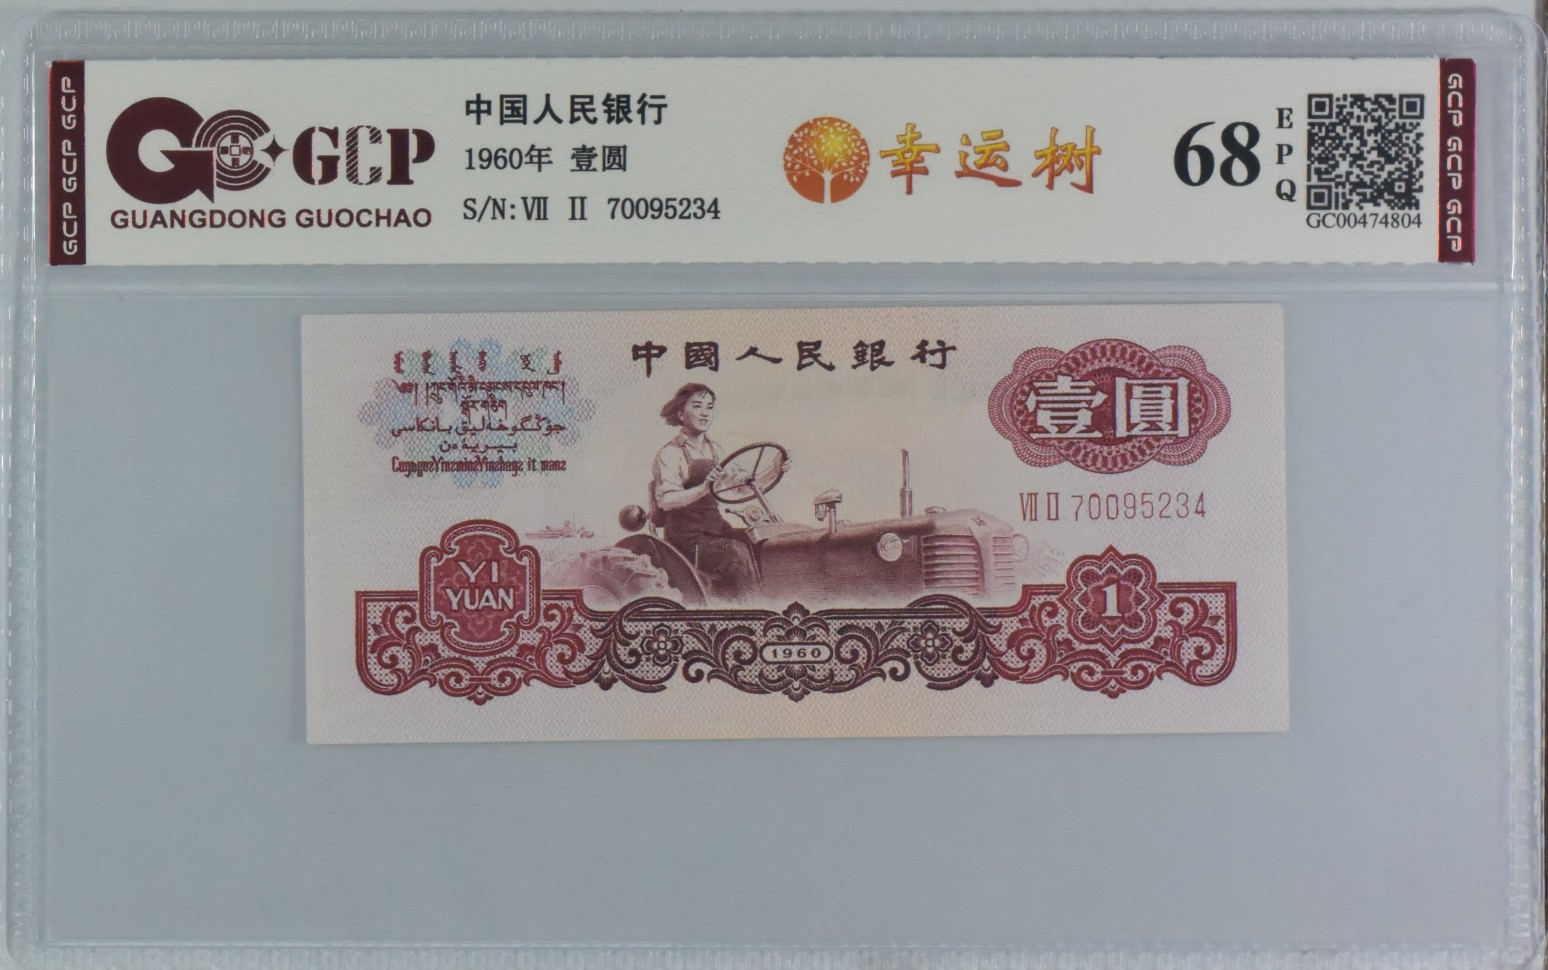 GCP GCP GCP
GCP
GUANGDONG GUOCHAO
中国人民银行
1960年 壹圆
S/N:Ⅶ Ⅱ 70095234
幸运树
68
EPQ
GC00474804
GCP GCP GCP
中國人民銀行
壹圓
Ⅶ Ⅱ 70095234
YI
YUAN
1960
1